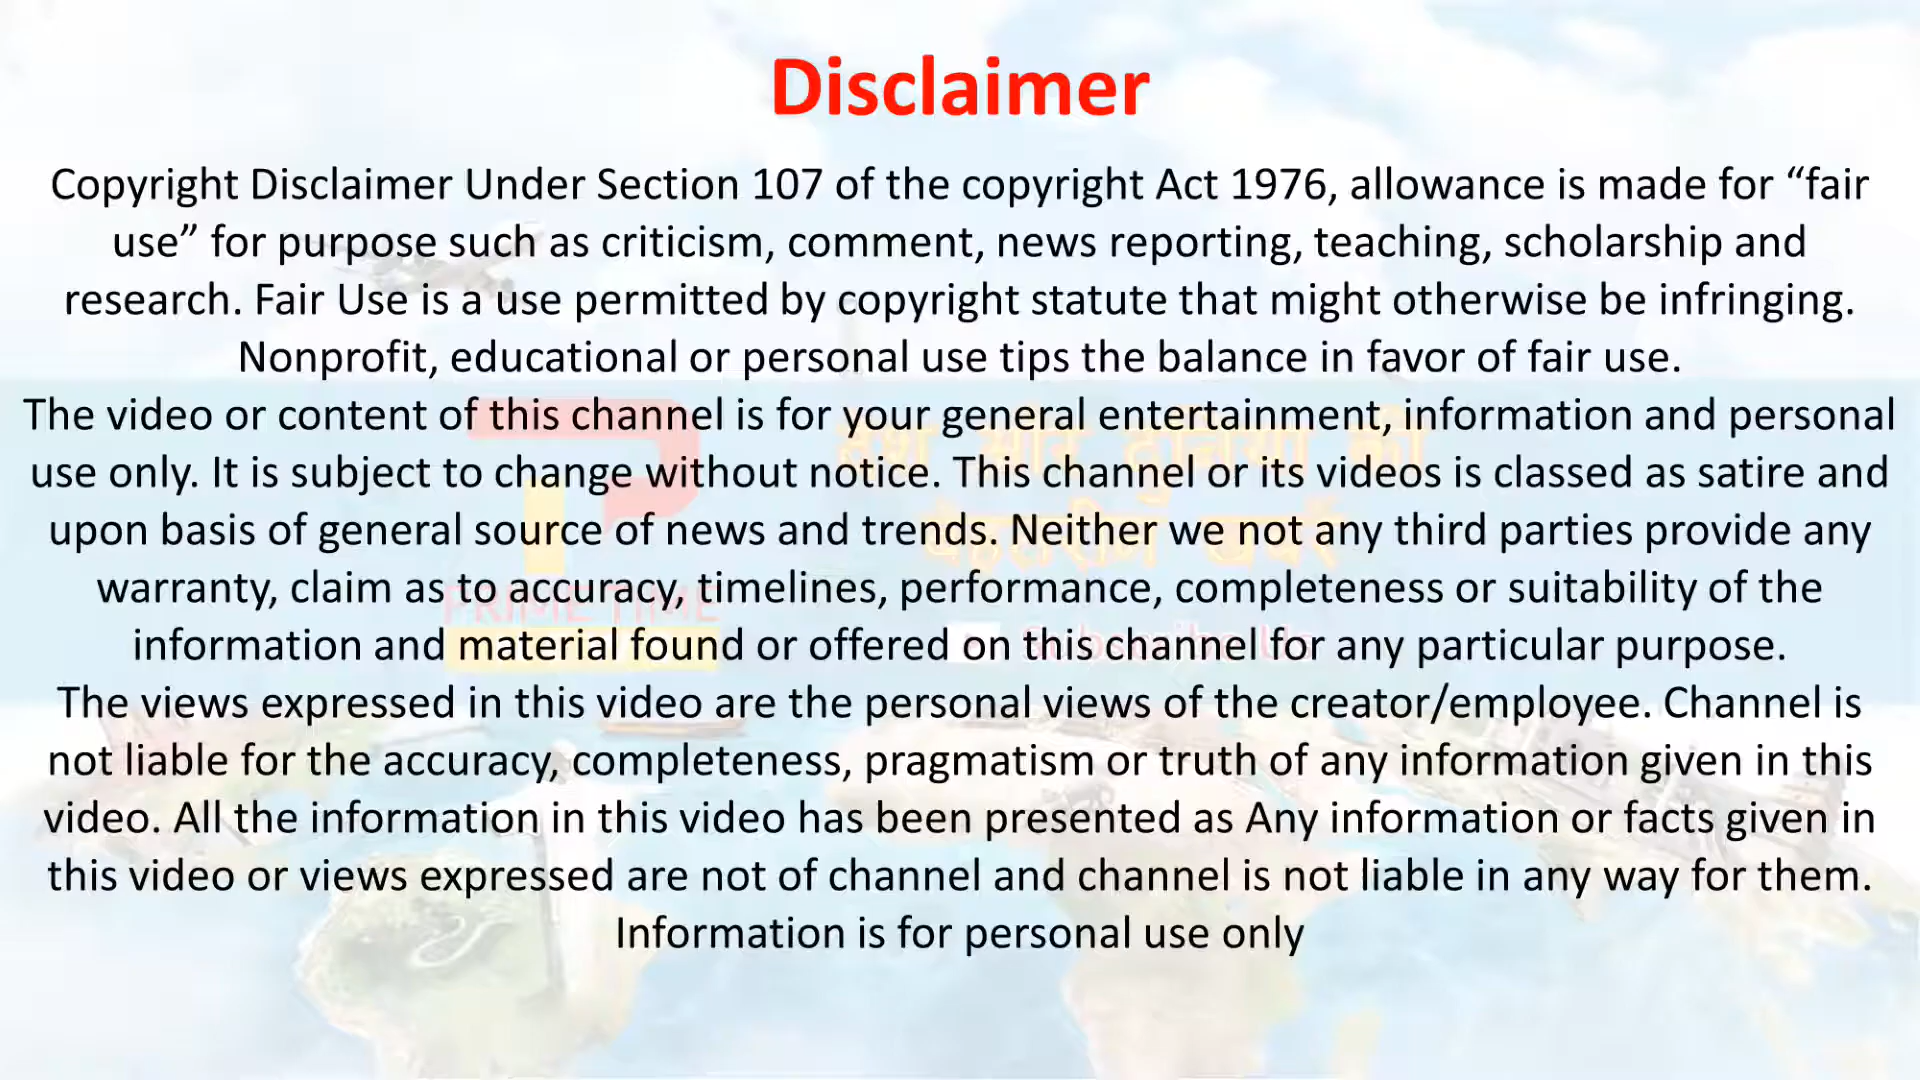 Disclaimer
Copyright Disclaimer Under Section 107 of the copyright Act 1976, allowance is made for “fair
use” for purpose such as criticism, comment, news reporting, teaching, scholarship and
research. Fair Use is a use permitted by copyright statute that might otherwise be infringing.
Nonprofit, educational or personal use tips the balance in favor of fair use.
The video or content of this channel is for your general entertainment, information and personal
use only. It is subject to change without notice. This channel or its videos is classed as satire and
upon basis of general source of news and trends. Neither we not any third parties provide any
warranty, claim as to accuracy, timelines, performance, completeness or suitability of the
information and material found or offered on this channel for any particular purpose.
The views expressed in this video are the personal views of the creator/employee. Channel is
not liable for the accuracy, completeness, pragmatism or truth of any information given in this
video. All the information in this video has been presented as Any information or facts given in
this video or views expressed are not of channel and channel is not liable in any way for them.
Information is for personal use only
देश और दुनिया की
बेहतरीन खबरें
PRIME TIME
Subscribe Us